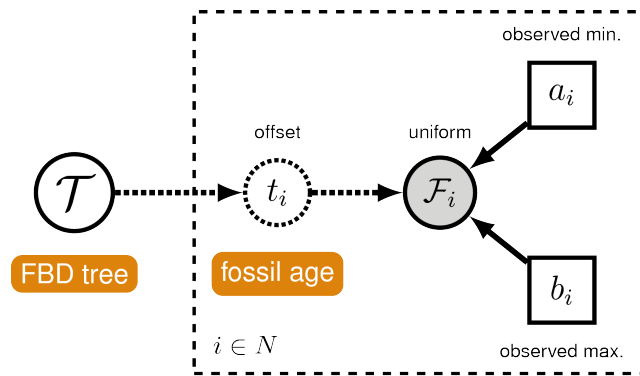 observed min.
a_i
offset
uniform
𝒯
t_i
ℱ_i
FBD tree
fossil age
b_i
i ∈ N
observed max.